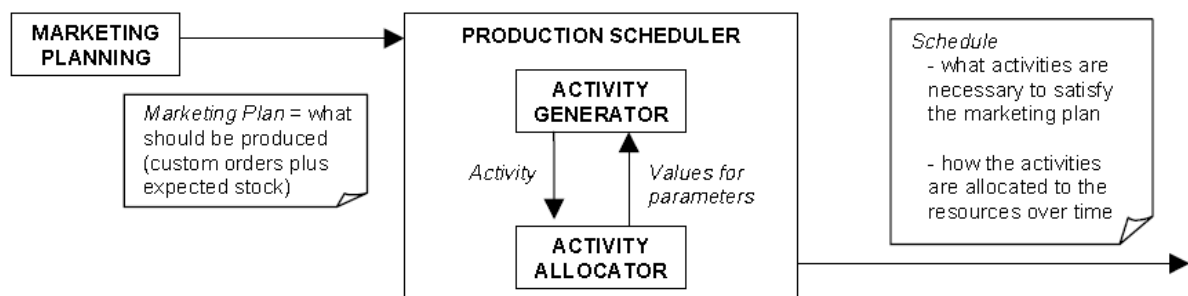 MARKETING
PLANNING
Marketing Plan = what
should be produced
(custom orders plus
expected stock)
PRODUCTION SCHEDULER
ACTIVITY
GENERATOR
Activity
Values for
parameters
ACTIVITY
ALLOCATOR
Schedule
- what activities are
necessary to satisfy
the marketing plan
- how the activities
are allocated to the
resources over time